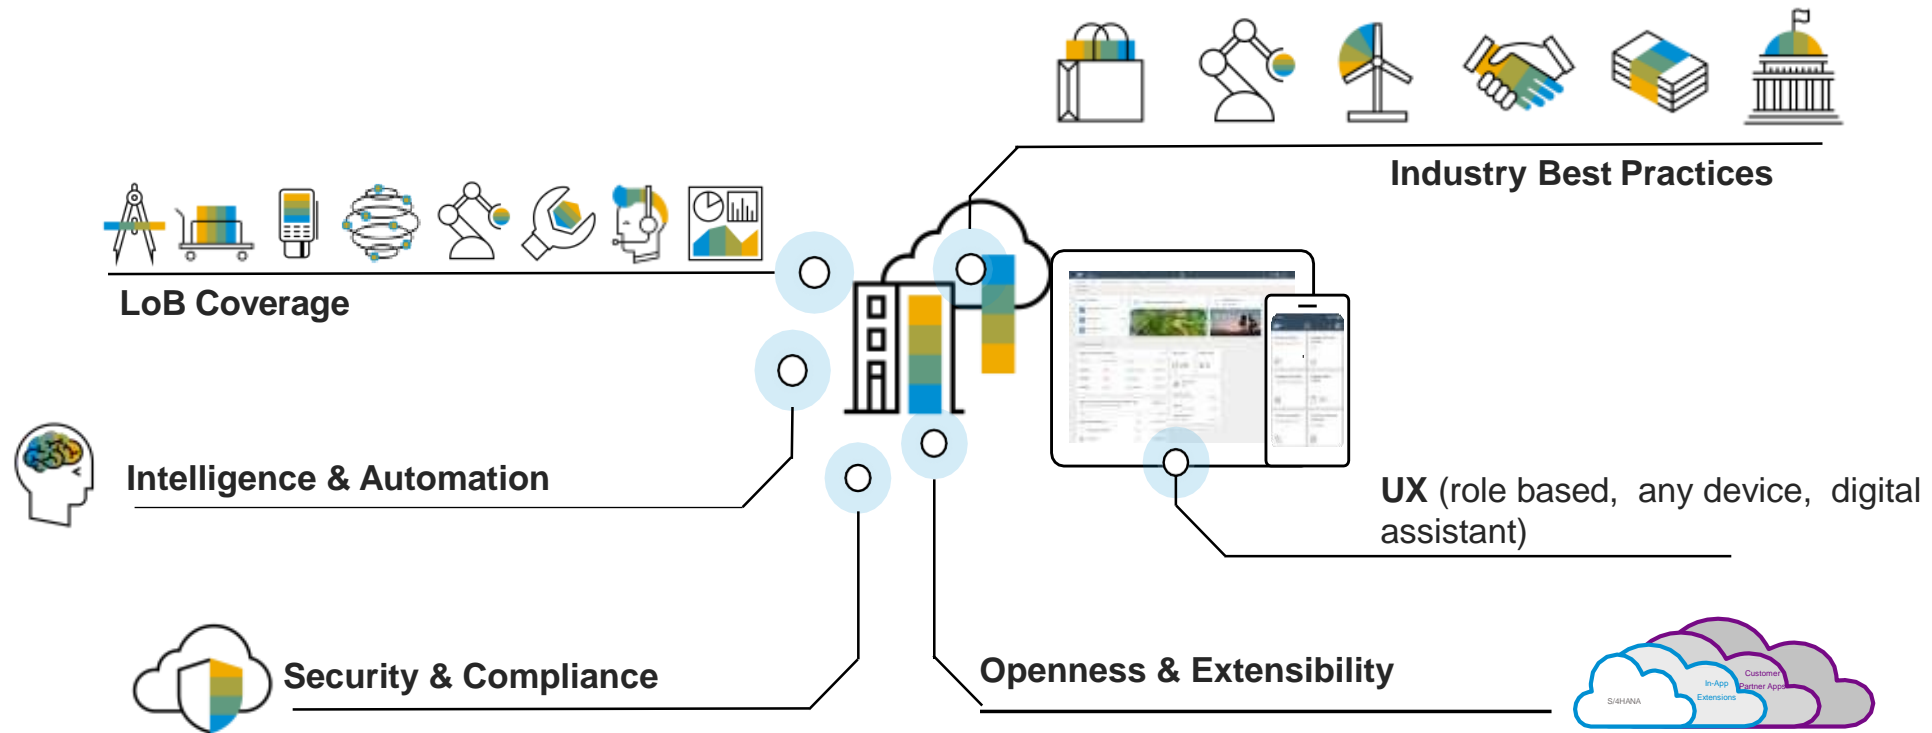 Industry Best Practices
LoB Coverage
Intelligence & Automation
UX (role based, any device, digital
assistant)
Security & Compliance
Openness & Extensibility
S/4HANA
In-App
Extensions
Customer
Partner Apps